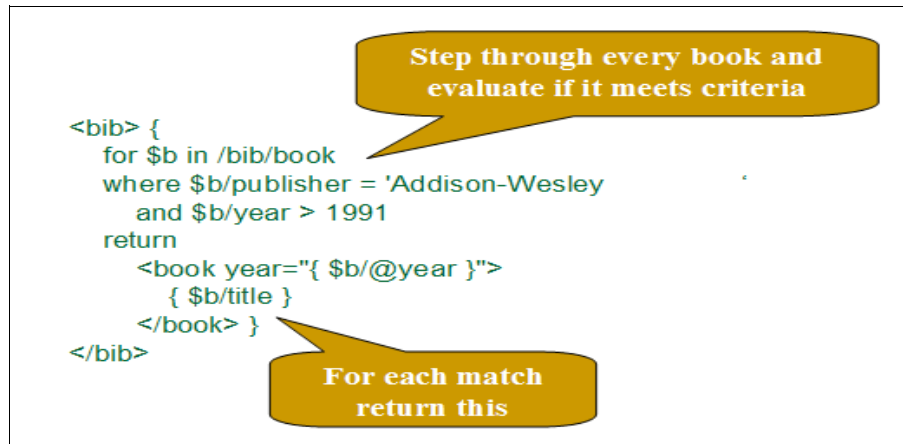 Step through every book and
evaluate if it meets criteria
<bib> {
for $b in /bib/book
where $b/publisher = 'Addison-Wesley ‘
and $b/year > 1991
return
<book year="{ $b/@year }">
{ $b/title }
</book> }
</bib>
For each match
return this